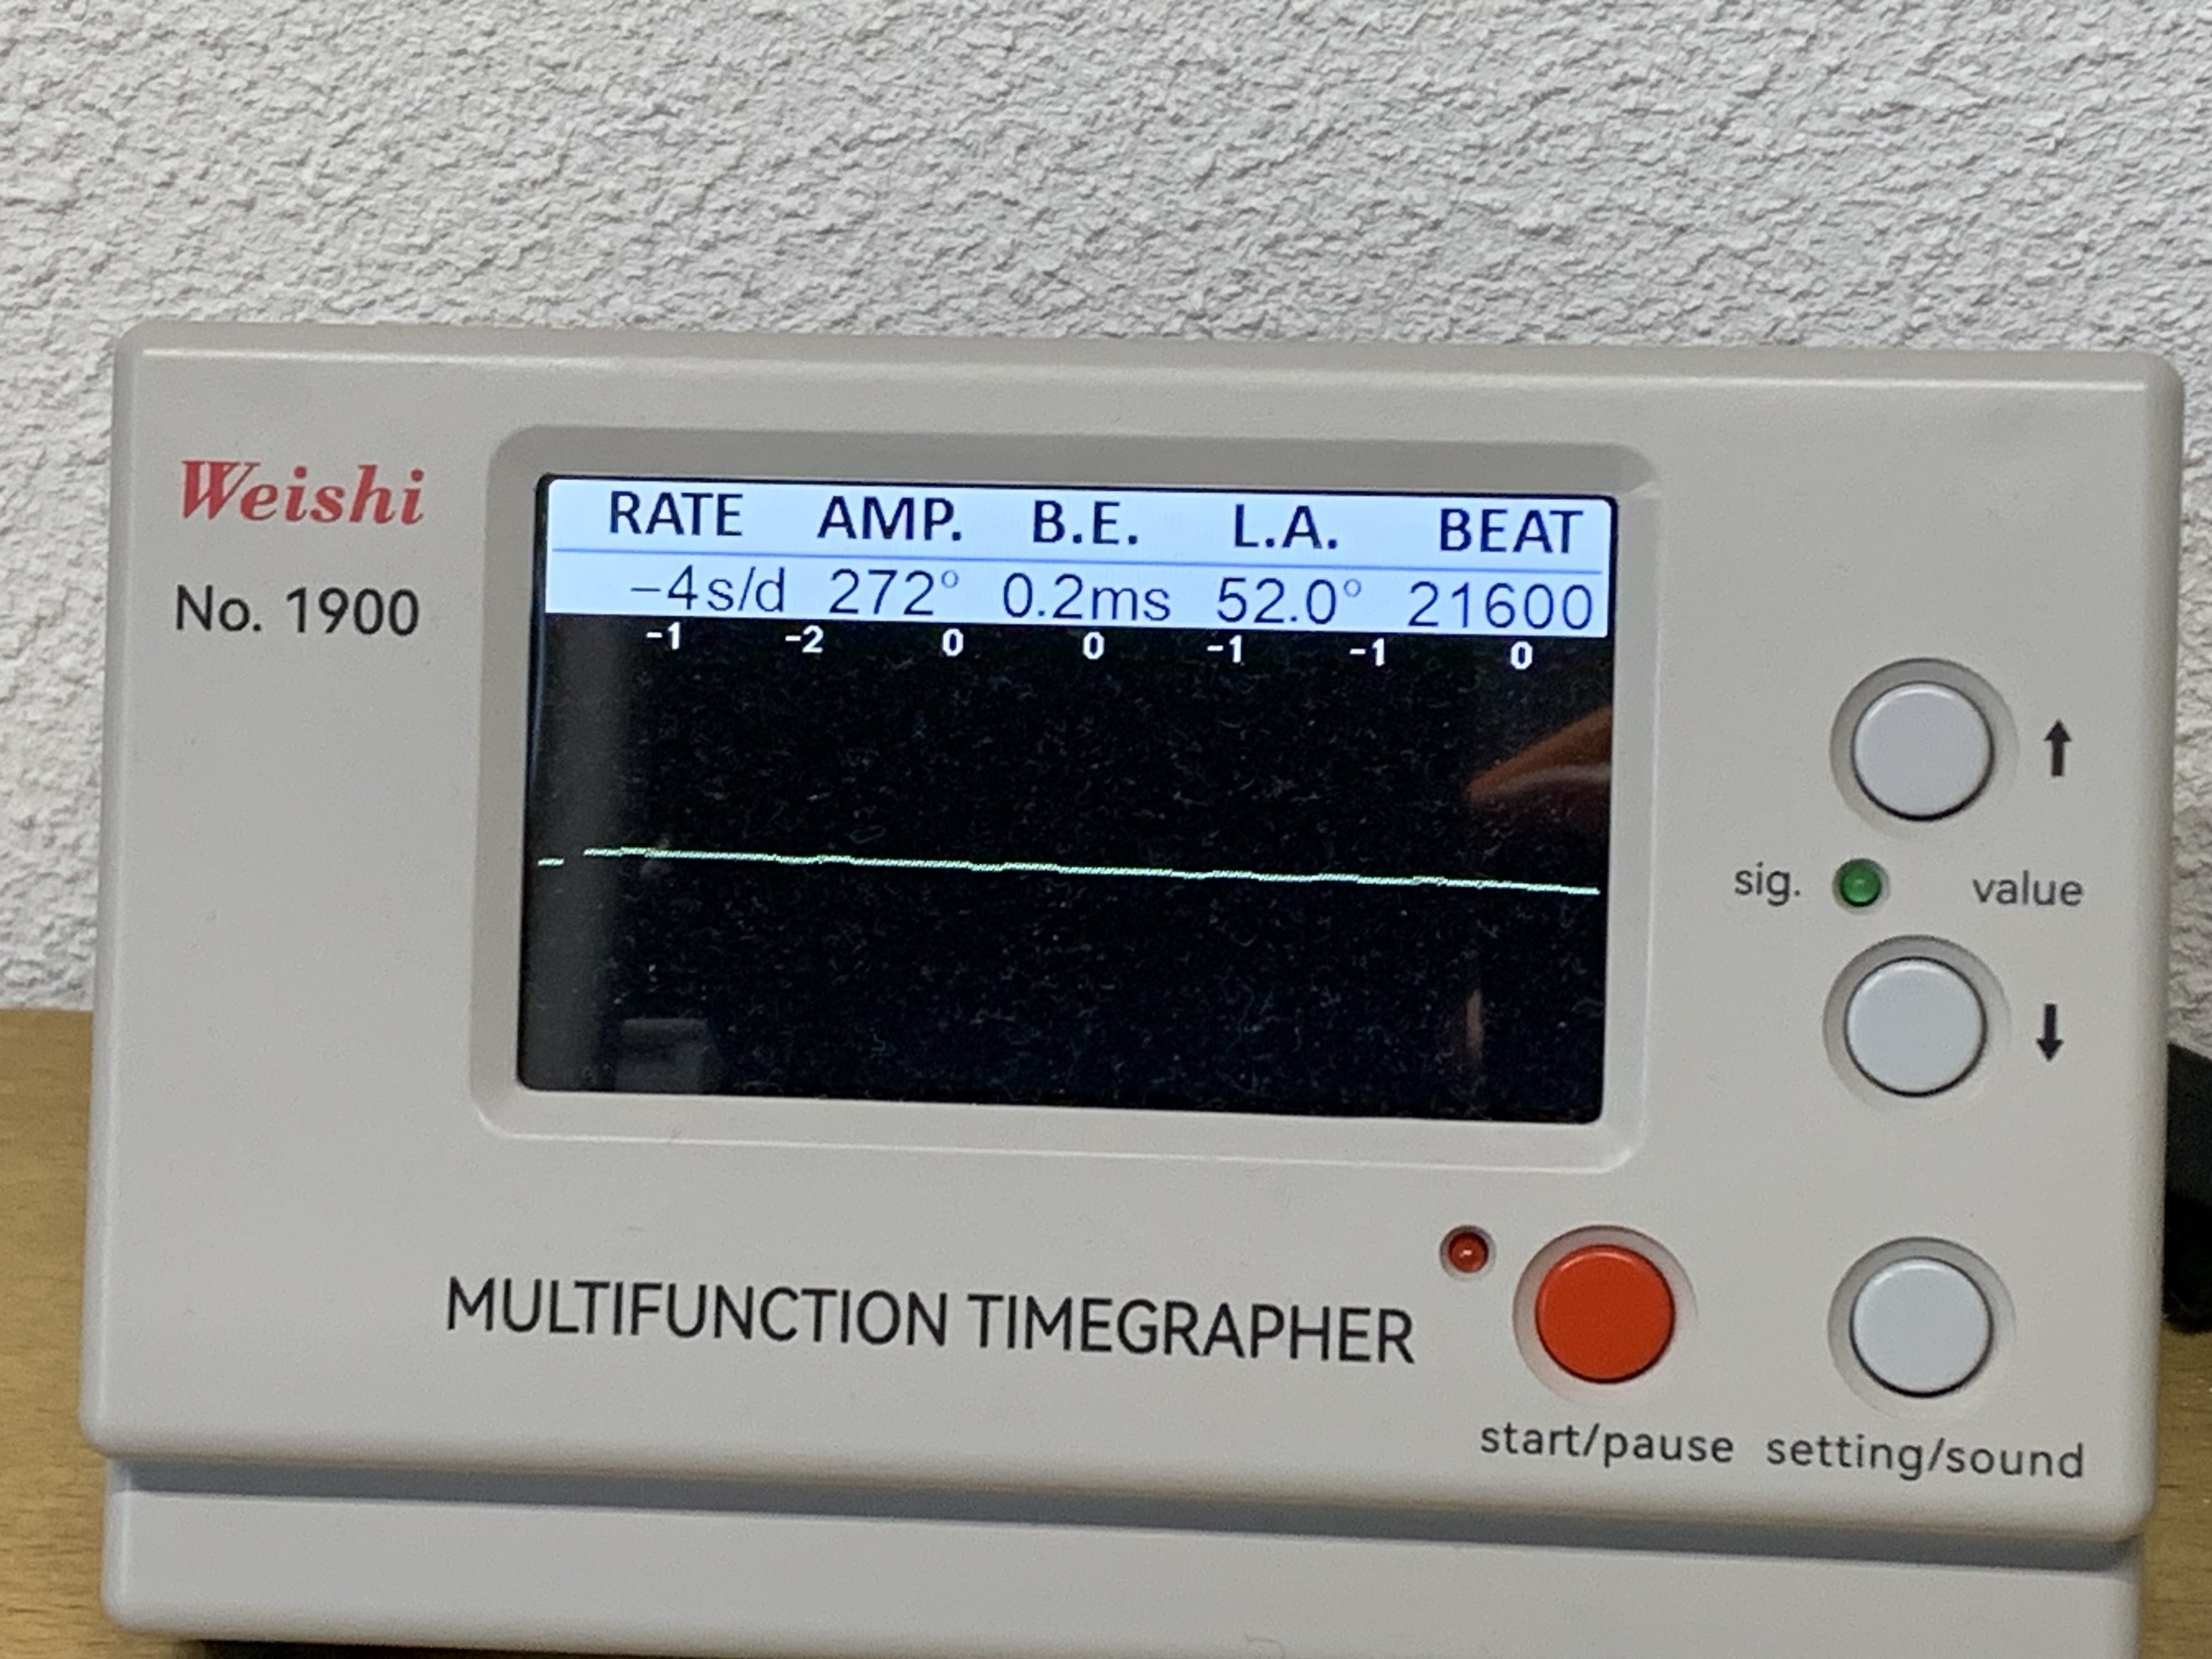 Weishi
No. 1900
RATE AMP. B.E. L.A. BEAT
-4s/d 272° 0.2ms 52.0° 21600
-1 -2 0 0 -1 -1 0
↑
sig. value
↓
MULTIFUNCTION TIMEGRAPHER
start/pause setting/sound